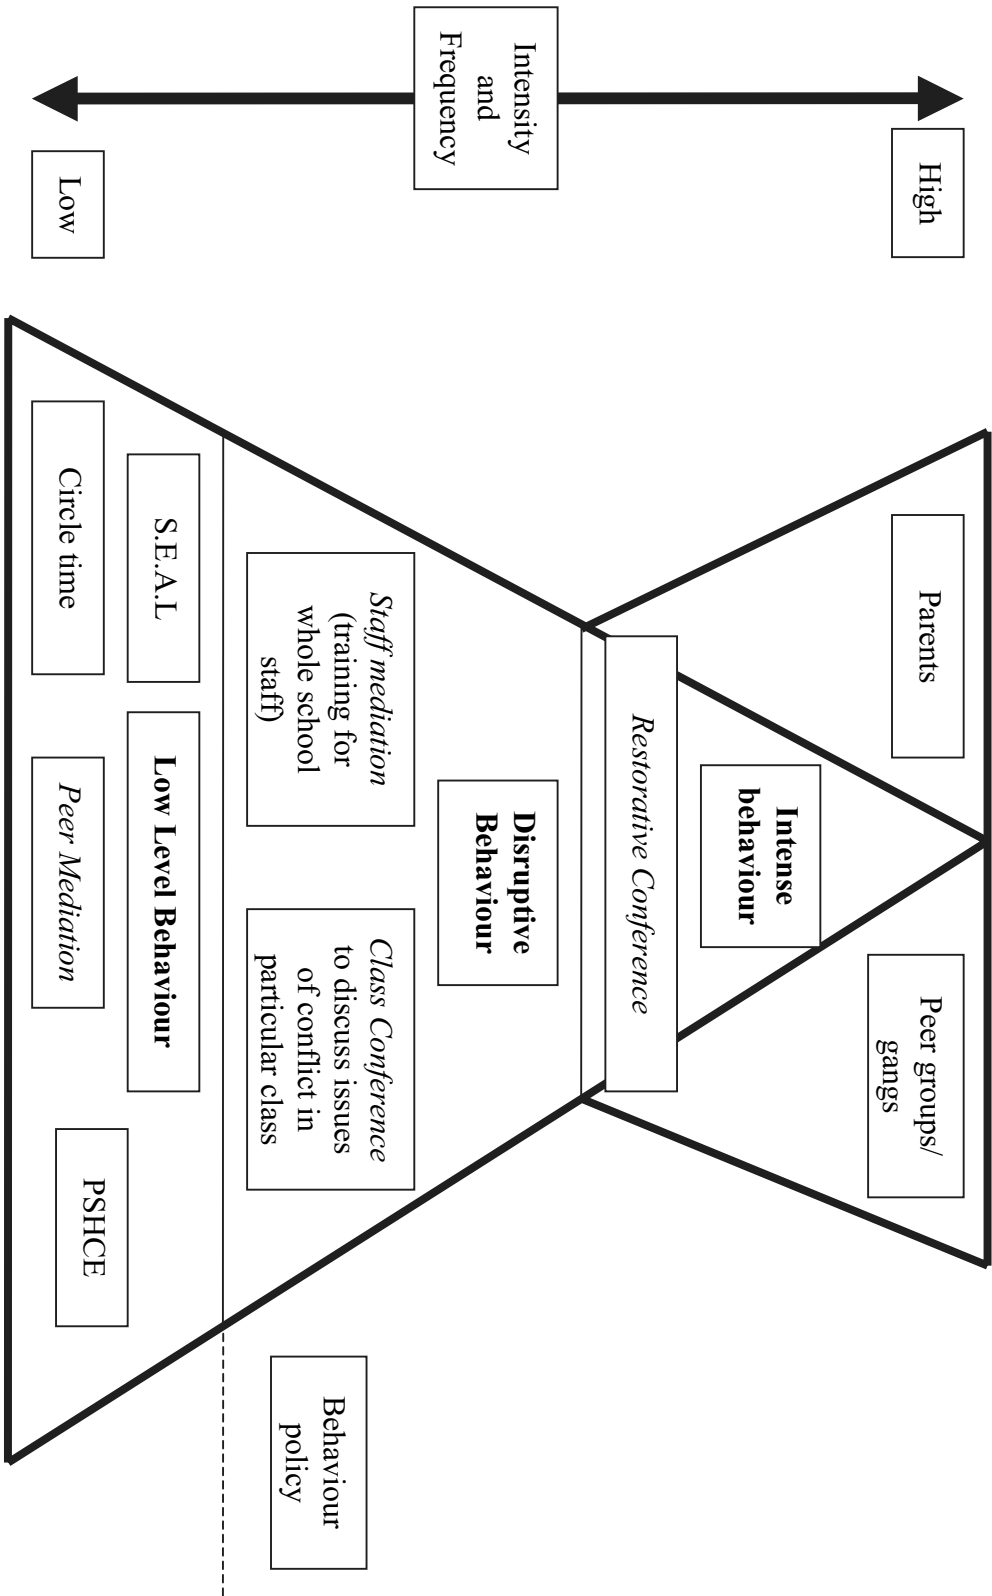 High
Parents
Peer groups/
gangs
Intense
behaviour
Restorative Conference
Intensity
and
Frequency
Disruptive
Behaviour
Staff mediation
(training for
whole school
staff)
Class Conference
to discuss issues
of conflict in
particular class
Behaviour
policy
S.E.A.L
Low Level Behaviour
PSHCE
Low
Circle time
Peer Mediation